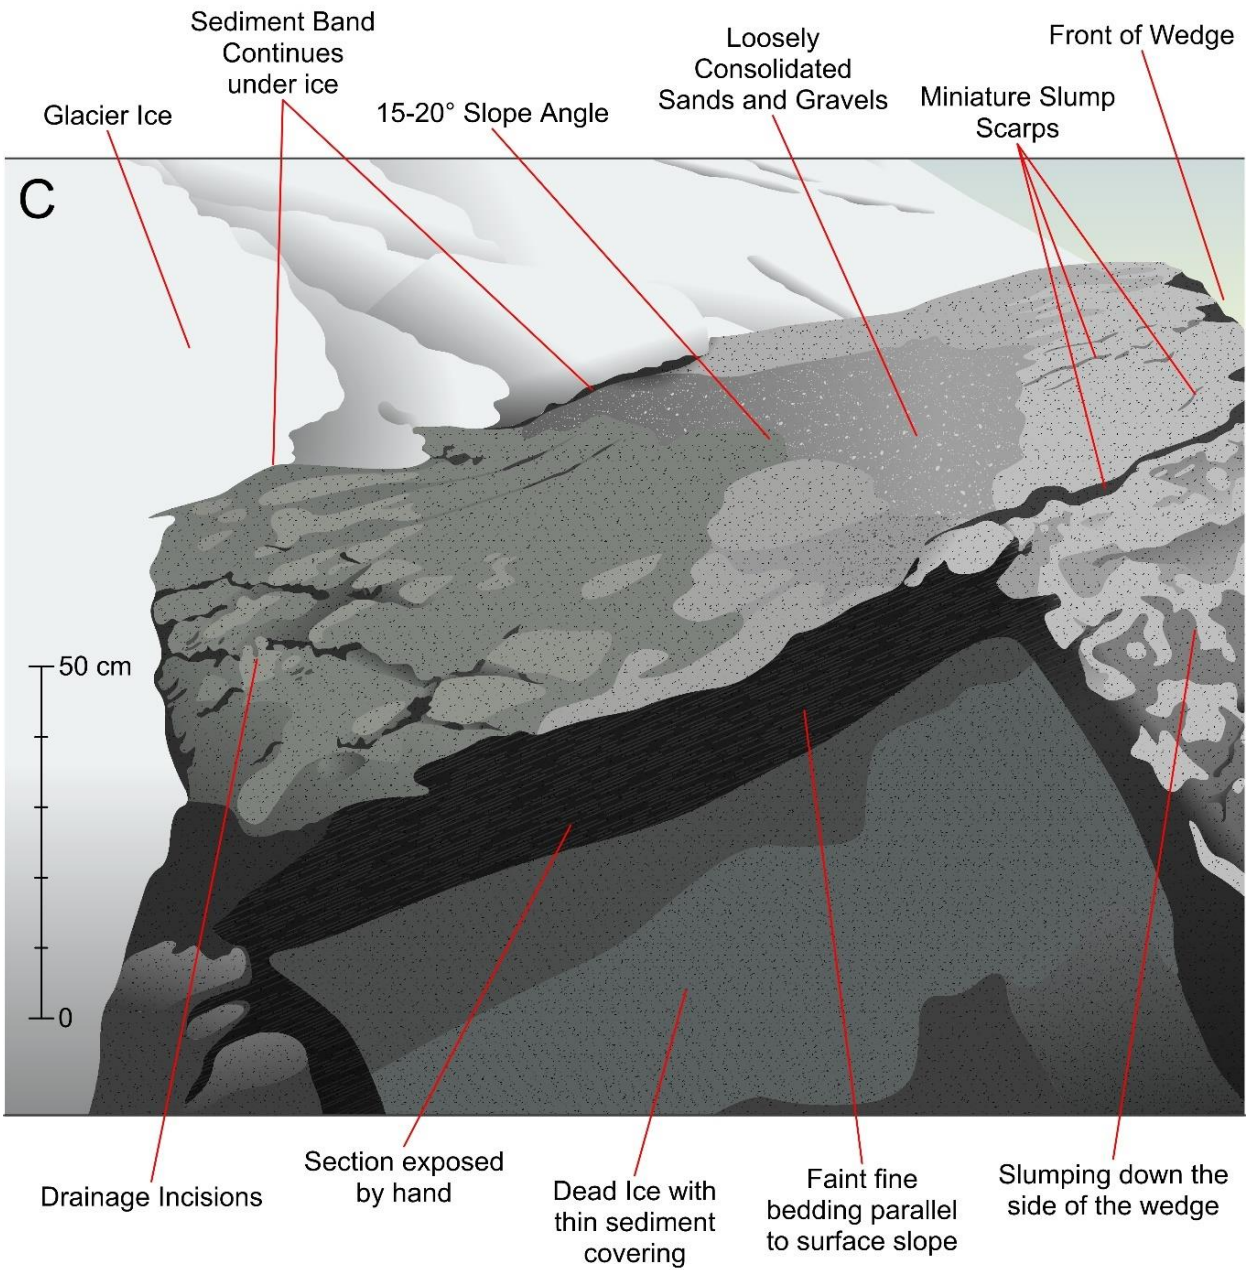 Sediment Band
Continues
under ice
Loosely
Consolidated
Sands and Gravels
Front of Wedge
Glacier Ice
15-20° Slope Angle
Miniature Slump
Scarps
C
50 cm
0
Drainage Incisions
Section exposed
by hand
Dead Ice with
thin sediment
covering
Faint fine
bedding parallel
to surface slope
Slumping down the
side of the wedge